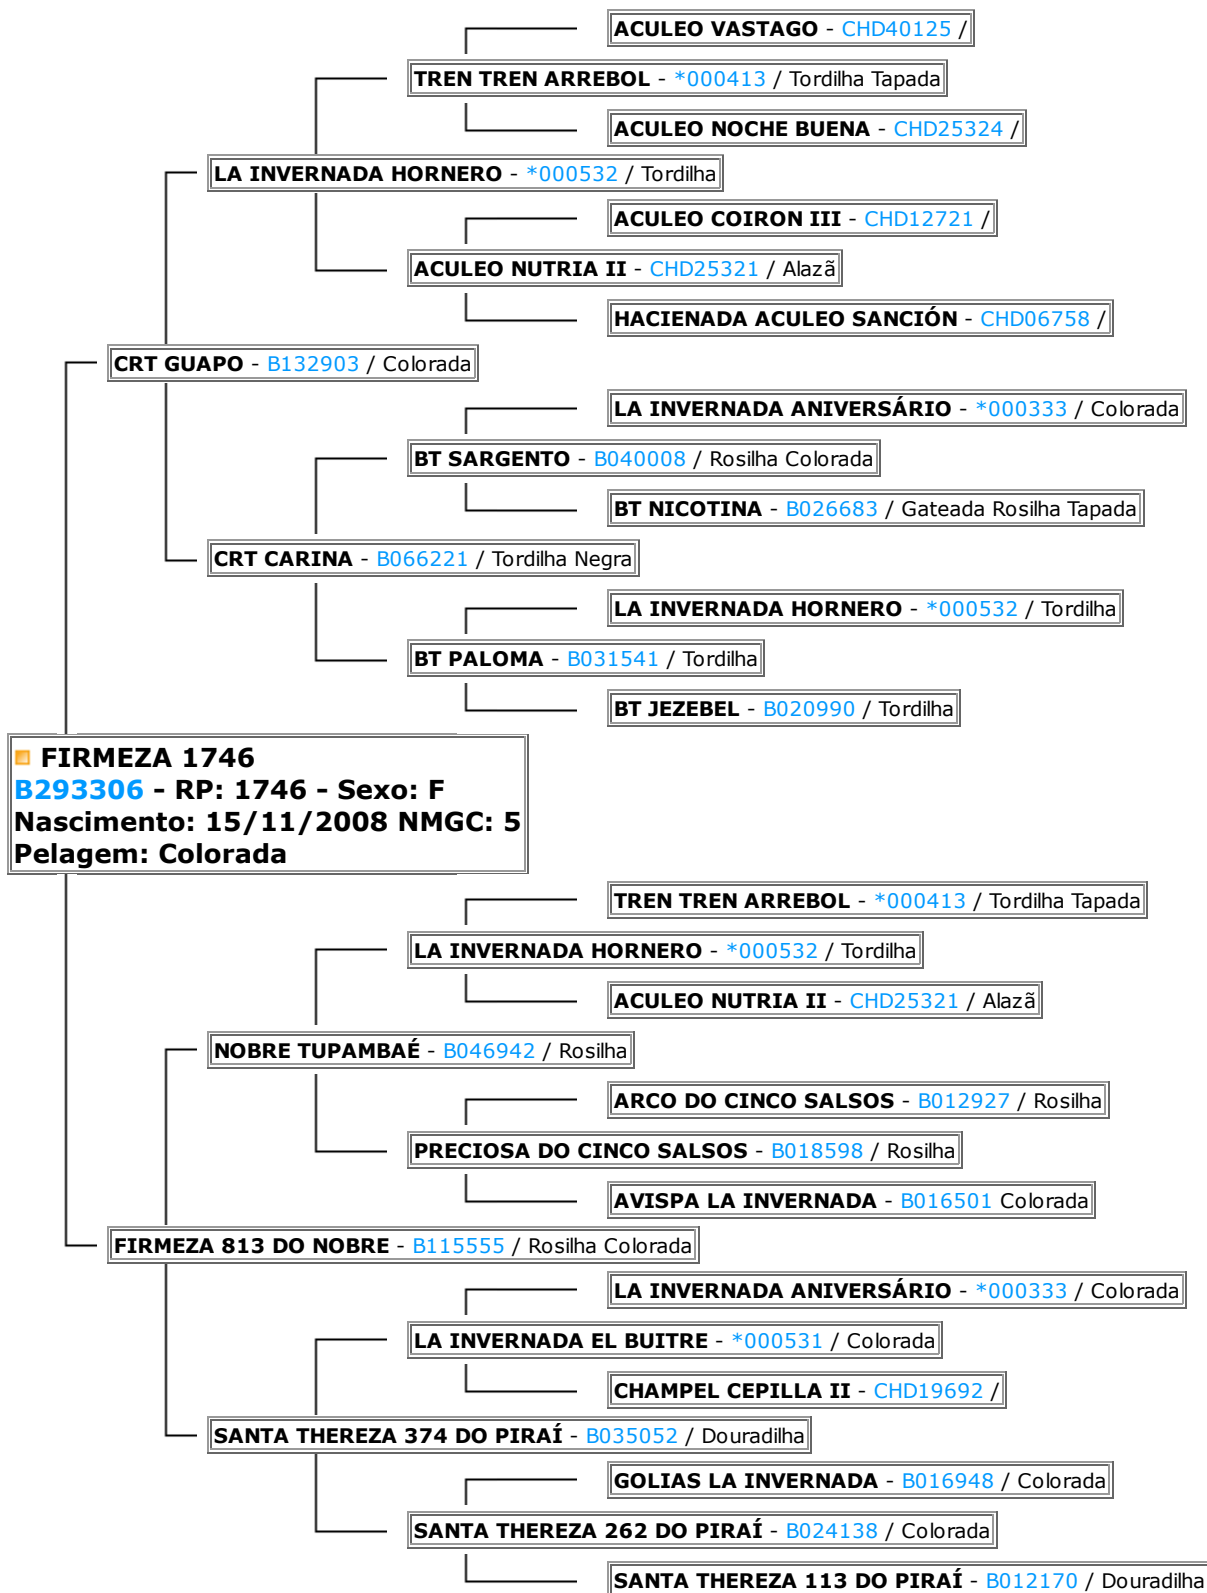 ACULEO VASTAGO - CHD40125 /
TREN TREN ARREBOL - *000413 / Tordilha Tapada
ACULEO NOCHE BUENA - CHD25324 /
LA INVERNADA HORNERO - *000532 / Tordilha
ACULEO COIRON III - CHD12721 /
ACULEO NUTRIA II - CHD25321 / Alazã
HACIENADA ACULEO SANCIÓN - CHD06758 /
CRT GUAPO - B132903 / Colorada
LA INVERNADA ANIVERSÁRIO - *000333 / Colorada
BT SARGENTO - B040008 / Rosilha Colorada
BT NICOTINA - B026683 / Gateada Rosilha Tapada
CRT CARINA - B066221 / Tordilha Negra
LA INVERNADA HORNERO - *000532 / Tordilha
BT PALOMA - B031541 / Tordilha
BT JEZEBEL - B020990 / Tordilha
FIRMEZA 1746
B293306 - RP: 1746 - Sexo: F
Nascimento: 15/11/2008 NMGC: 5
Pelagem: Colorada
TREN TREN ARREBOL - *000413 / Tordilha Tapada
LA INVERNADA HORNERO - *000532 / Tordilha
ACULEO NUTRIA II - CHD25321 / Alazã
NOBRE TUPAMBAÉ - B046942 / Rosilha
ARCO DO CINCO SALSOS - B012927 / Rosilha
PRECIOSA DO CINCO SALSOS - B018598 / Rosilha
AVISPA LA INVERNADA - B016501 Colorada
FIRMEZA 813 DO NOBRE - B115555 / Rosilha Colorada
LA INVERNADA ANIVERSÁRIO - *000333 / Colorada
LA INVERNADA EL BUITRE - *000531 / Colorada
CHAMPEL CEPILLA II - CHD19692 /
SANTA THEREZA 374 DO PIRAÍ - B035052 / Douradilha
GOLIAS LA INVERNADA - B016948 / Colorada
SANTA THEREZA 262 DO PIRAÍ - B024138 / Colorada
SANTA THEREZA 113 DO PIRAÍ - B012170 / Douradilha